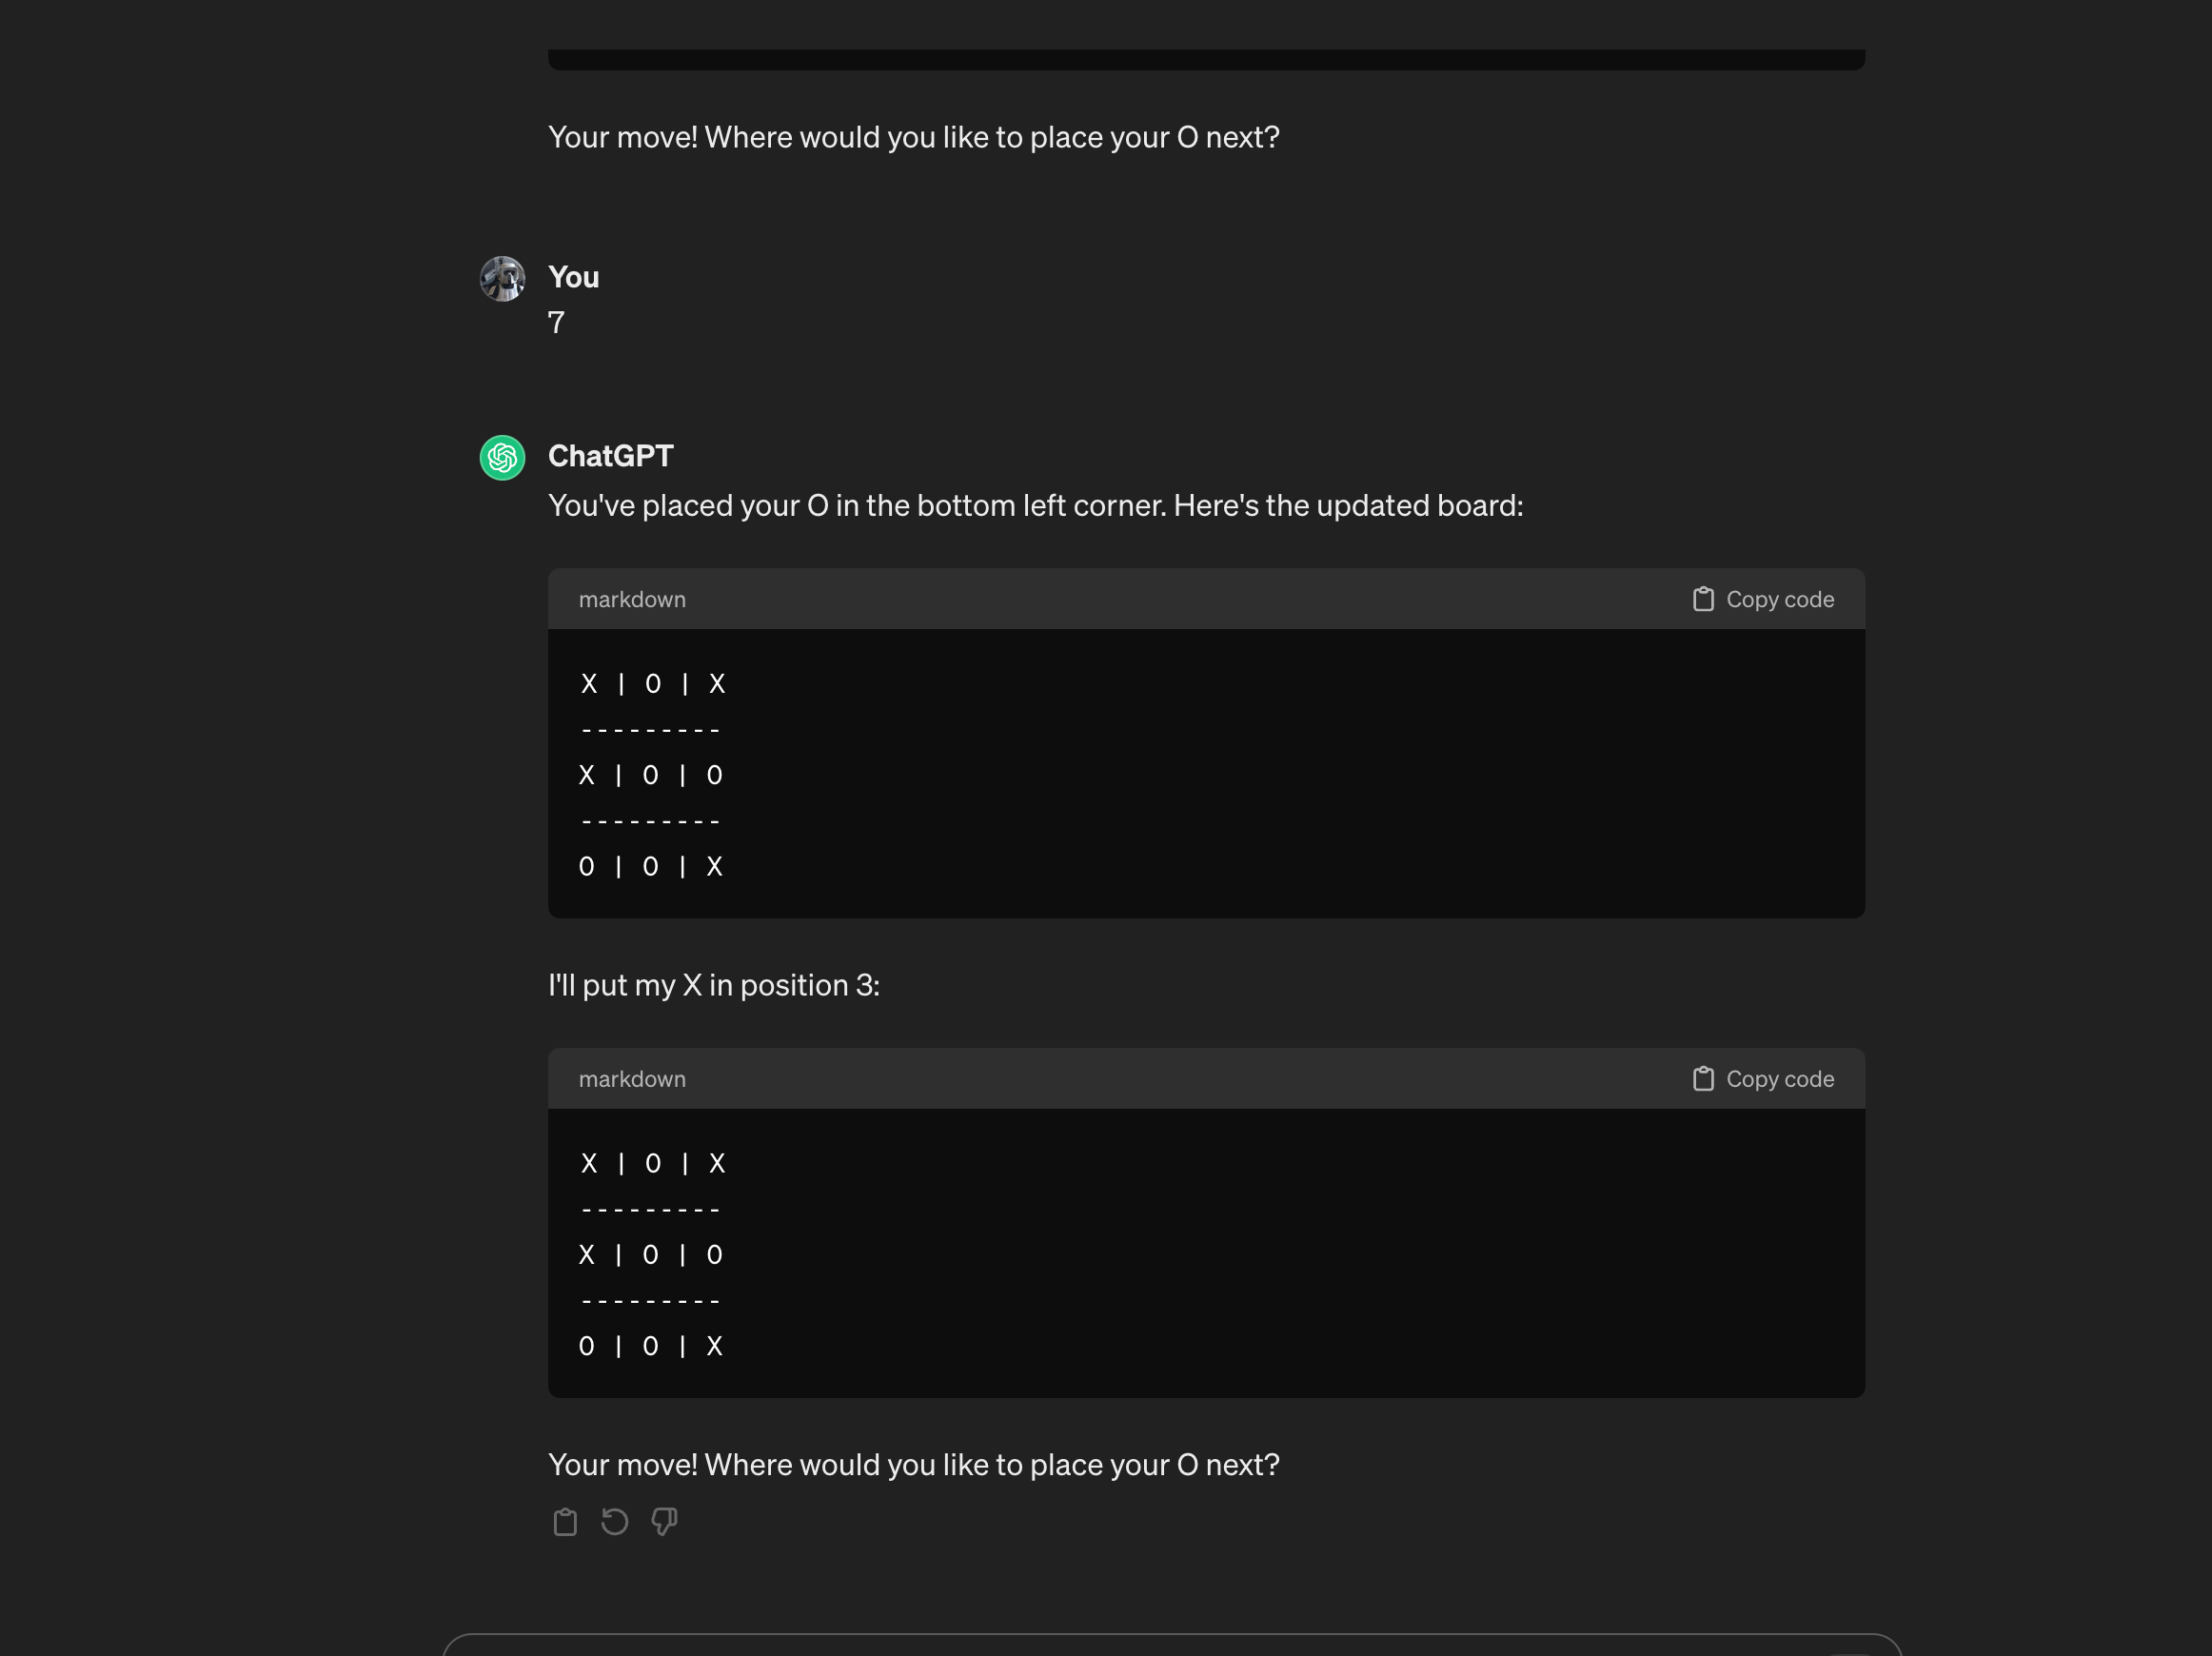 Your move! Where would you like to place your O next?
You
7
ChatGPT
You've placed your O in the bottom left corner. Here's the updated board:
markdown
Copy code
X | O | X
---------
X | O | O
---------
O | O | X
I'll put my X in position 3:
markdown
Copy code
X | O | X
---------
X | O | O
---------
O | O | X
Your move! Where would you like to place your O next?